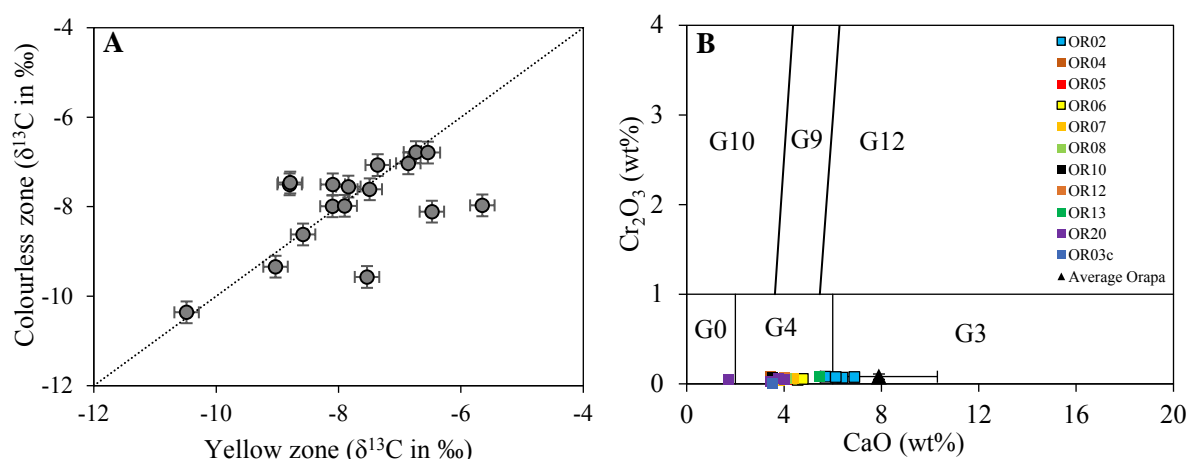 A
-4
-6
-8
-10
-12
-12
-10
-8
-6
-4
Colourless zone (δ¹³C in ‰)
Yellow zone (δ¹³C in ‰)
B
4
3
2
1
0
0
4
8
12
16
20
Cr₂O₃ (wt%)
CaO (wt%)
G10
G9
G12
G0
G4
G3
OR02
OR04
OR05
OR06
OR07
OR08
OR10
OR12
OR13
OR20
OR03c
Average Orapa